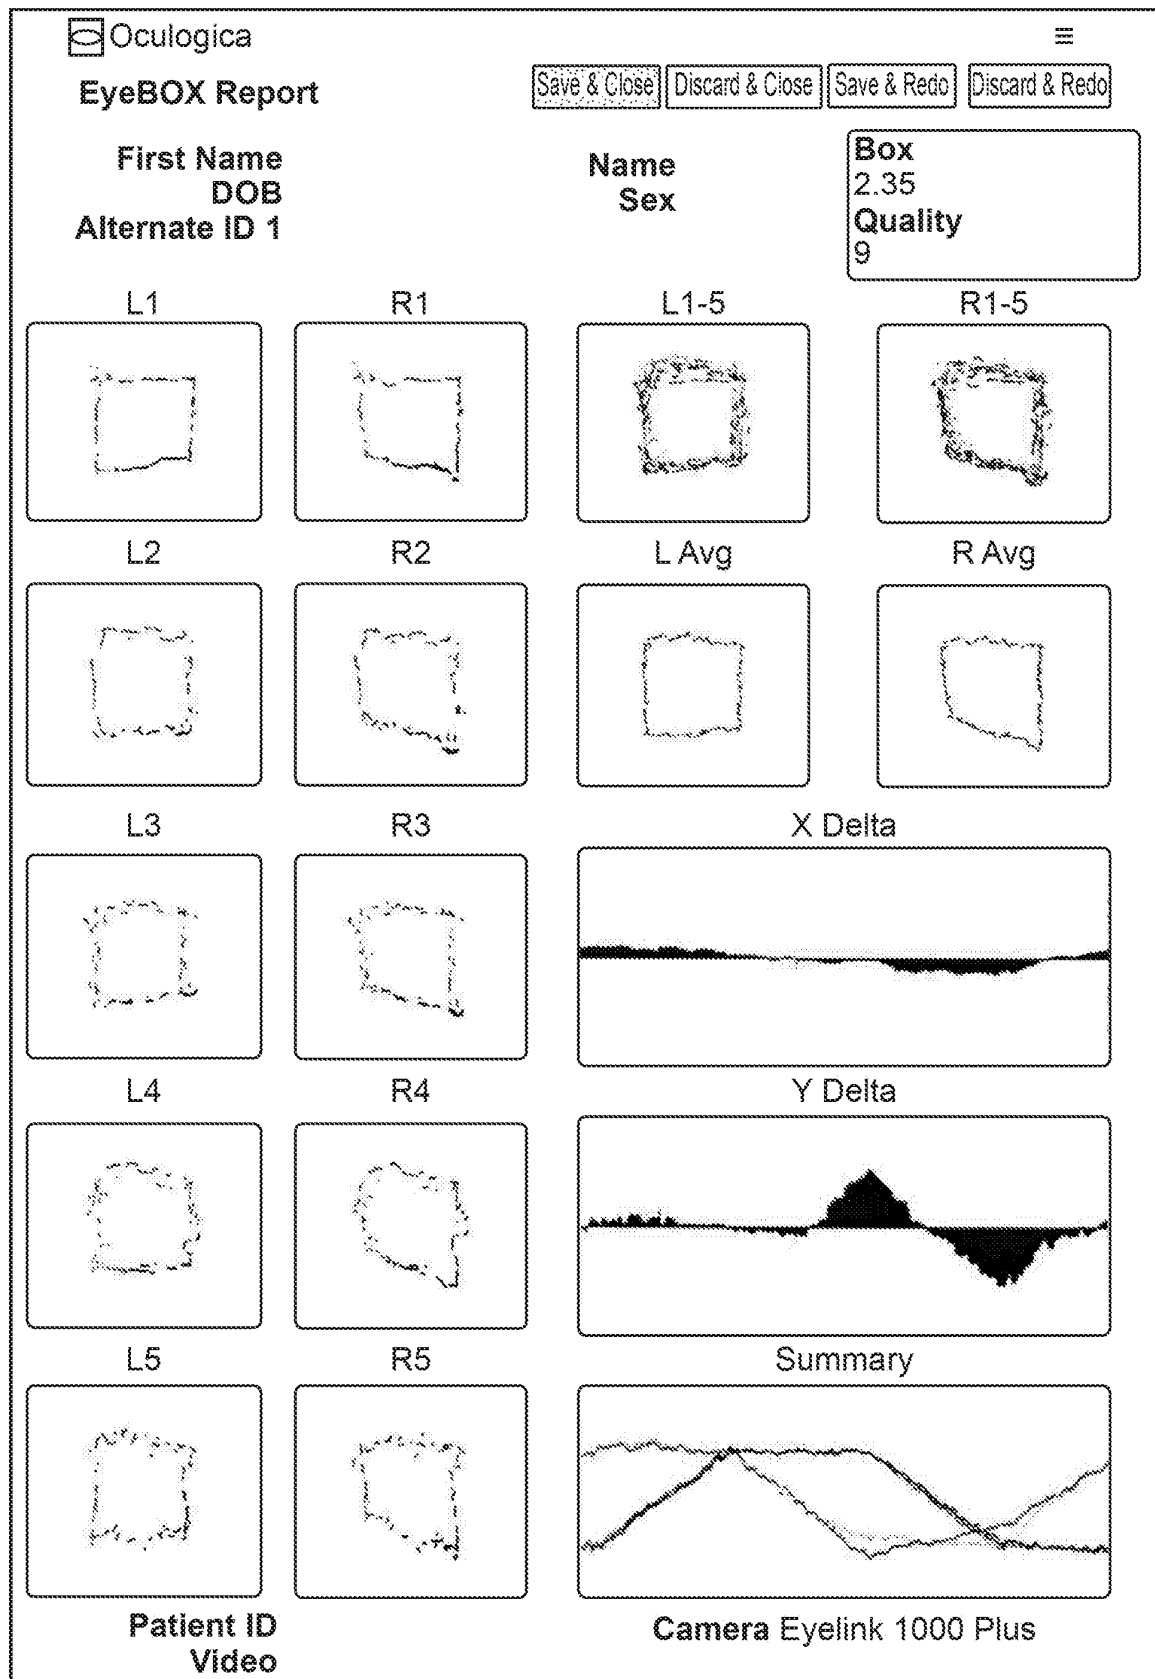 Oculogica
EyeBOX Report
Save & Close Discard & Close Save & Redo Discard & Redo
First Name
DOB
Alternate ID 1
Name
Sex
Box
2.35
Quality
9
L1 R1 L1-5 R1-5
L2 R2 L Avg R Avg
L3 R3 X Delta
L4 R4 Y Delta
L5 R5 Summary
Patient ID
Video
Camera Eyelink 1000 Plus